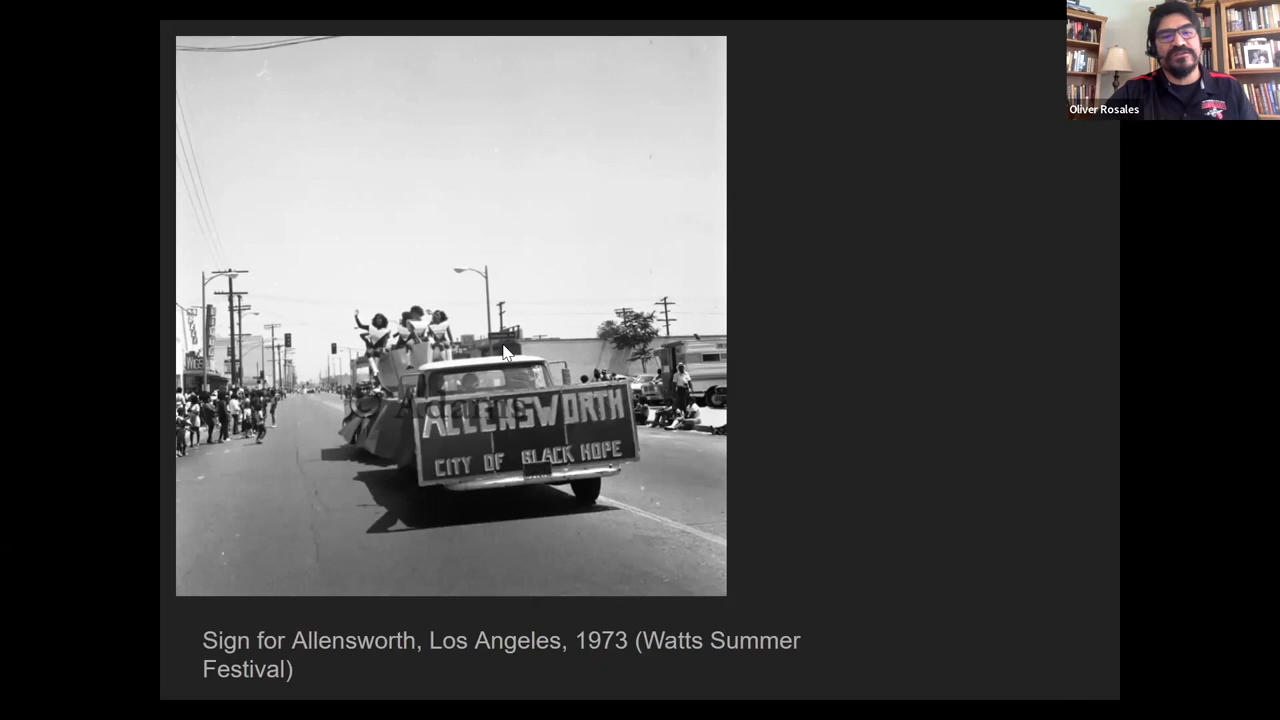 Oliver Rosales
ALLENSWORTH
CITY OF BLACK HOPE
Sign for Allensworth, Los Angeles, 1973 (Watts Summer
Festival)